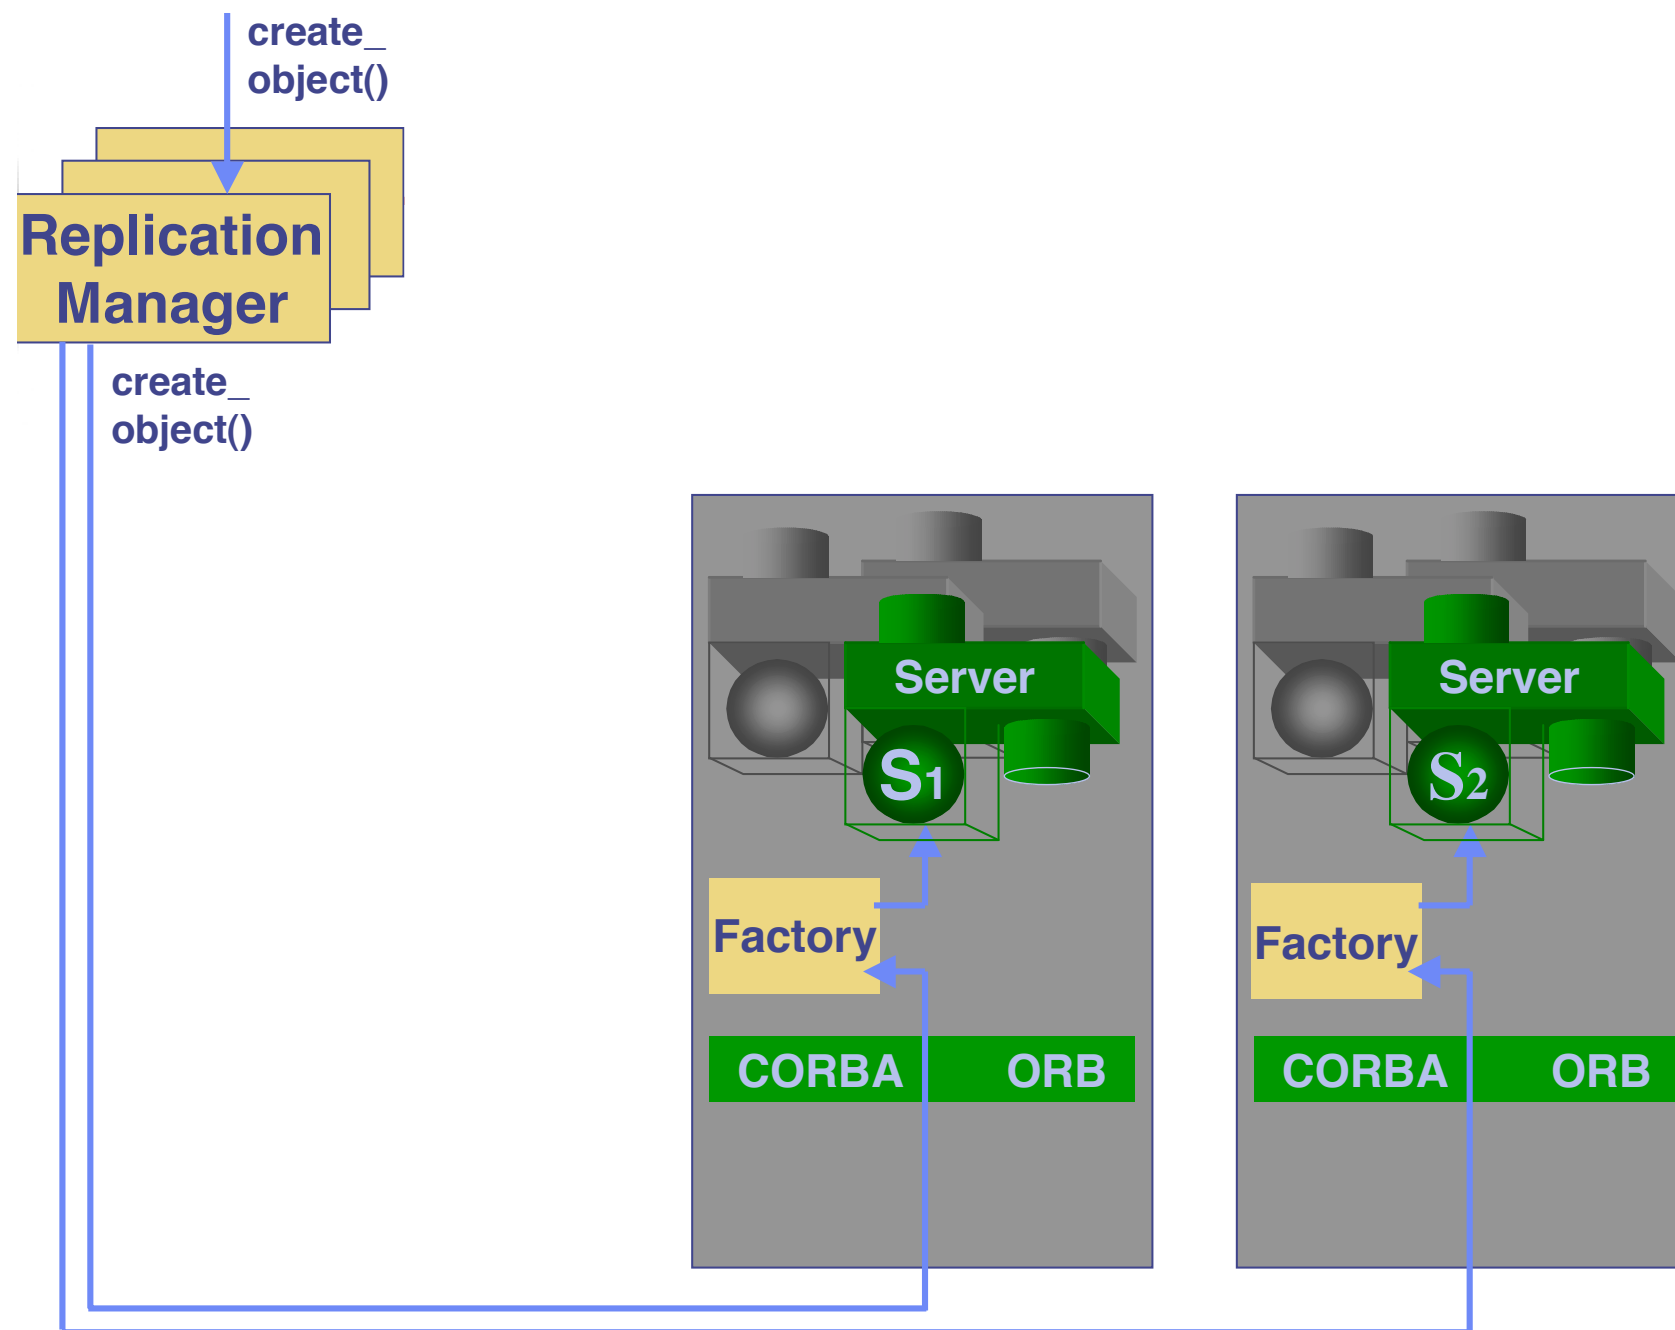 create_
object()
Replication
Manager
create_
object()
Server
S1
Factory
CORBA ORB
Server
S2
Factory
CORBA ORB